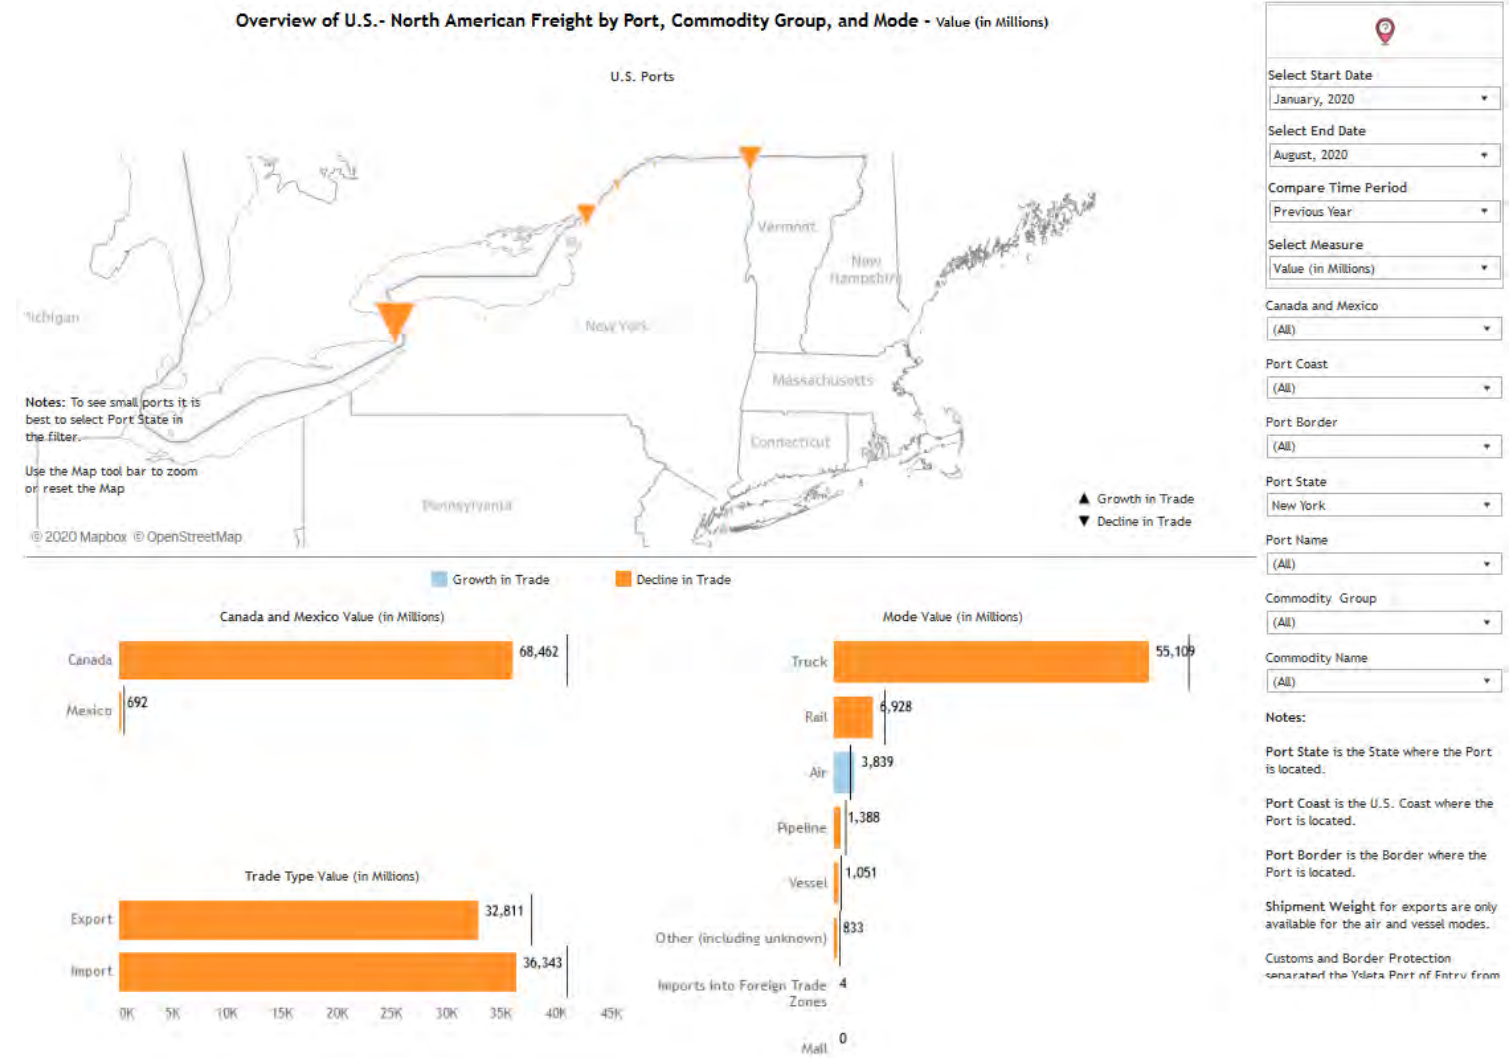 Overview of U.S.- North American Freight by Port, Commodity Group, and Mode - Value (in Millions)
U.S. Ports
Michigan
Vermont
New
Hampshire
New York
Massachusetts
Connecticut
RI
Pennsylvania
Notes: To see small ports it is
best to select Port State in
the filter.
Use the Map tool bar to zoom
or reset the Map
© 2020 Mapbox © OpenStreetMap
▲ Growth in Trade
▼ Decline in Trade
Growth in Trade
Decline in Trade
Canada and Mexico Value (in Millions)
Canada 68,462
Mexico 692
Trade Type Value (in Millions)
Export 32,811
Import 36,343
0K 5K 10K 15K 20K 25K 30K 35K 40K 45K
Mode Value (in Millions)
Truck 55,109
Rail 6,928
Air 3,839
Pipeline 1,388
Vessel 1,051
Other (including unknown) 833
Imports into Foreign Trade 4
Zones
Mail 0
Select Start Date
January, 2020
Select End Date
August, 2020
Compare Time Period
Previous Year
Select Measure
Value (in Millions)
Canada and Mexico
(All)
Port Coast
(All)
Port Border
(All)
Port State
New York
Port Name
(All)
Commodity Group
(All)
Commodity Name
(All)
Notes:
Port State is the State where the Port
is located.
Port Coast is the U.S. Coast where the
Port is located.
Port Border is the Border where the
Port is located.
Shipment Weight for exports are only
available for the air and vessel modes.
Customs and Border Protection
separated the Ysleta Port of Entry from